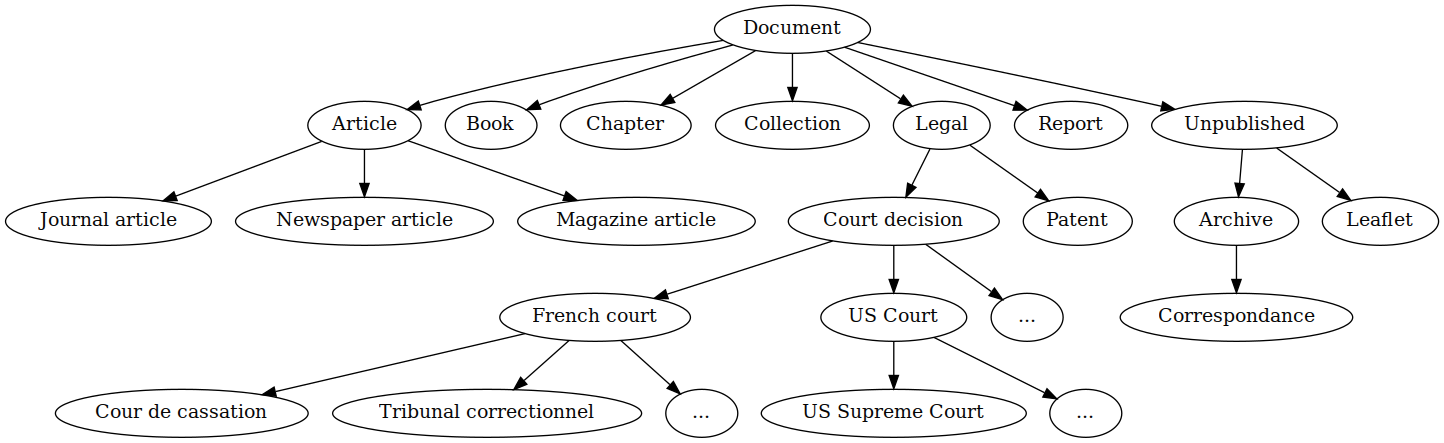 Document
Article
Book
Chapter
Collection
Legal
Report
Unpublished
Journal article
Newspaper article
Magazine article
Court decision
Patent
Archive
Leaflet
French court
US Court
...
Correspondance
Cour de cassation
Tribunal correctionnel
...
US Supreme Court
...